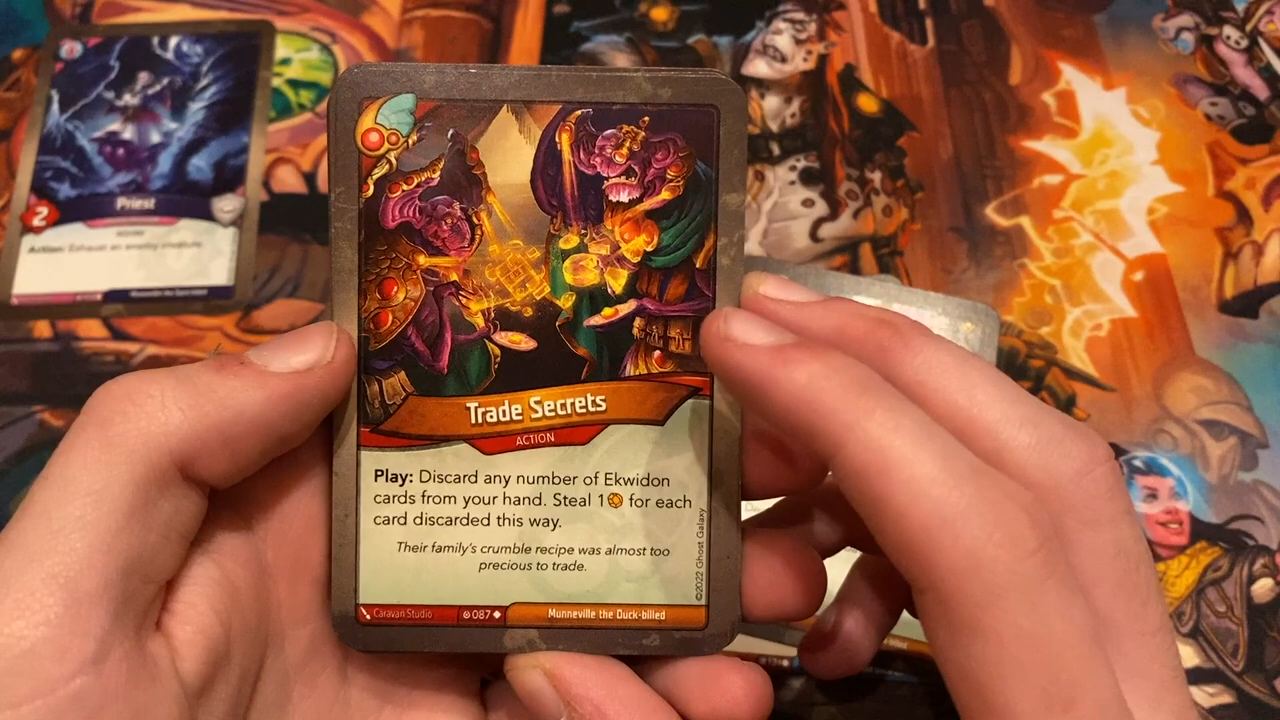 Priest
2
Action: Exhaust an enemy creature.
Trade Secrets
ACTION
Play: Discard any number of Ekwidon
cards from your hand. Steal 1 for each
card discarded this way.
Their family's crumble recipe was almost too
precious to trade.
©2022 Ghost Galaxy
Caravan Studio
087
Munneville the Duck-billed